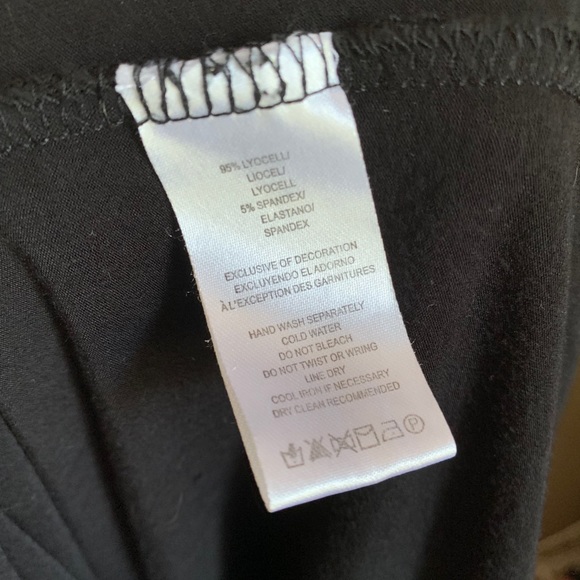 95% LYOCELL/
LIOCEL/
LYOCELL
5% SPANDEX/
ELASTANO/
SPANDEX
EXCLUSIVE OF DECORATION
EXCLUYENDO EL ADORNO
À L'EXCEPTION DES GARNITURES
HAND WASH SEPARATELY
COLD WATER
DO NOT BLEACH
DO NOT TWIST OR WRING
LINE DRY
COOL IRON IF NECESSARY
DRY CLEAN RECOMMENDED
P